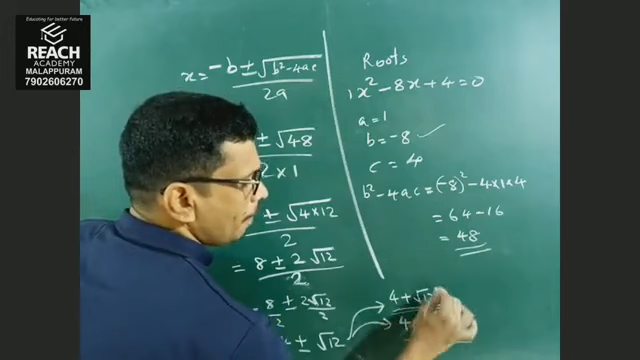 Educating for better future
REACH
ACADEMY
MALAPPURAM
7902606270
x = -b ± √b²-4ac / 2a
± √48 / 2×1
± √4×12 / 2
= 8 ± 2√12 / 2
8/2 ± 2√12/2
± √12
Roots
1x² - 8x + 4 = 0
a = 1
b = -8 ✓
c = 4
b² - 4ac = (-8)² - 4×1×4
= 64 - 16
= 48
4 + √12
4